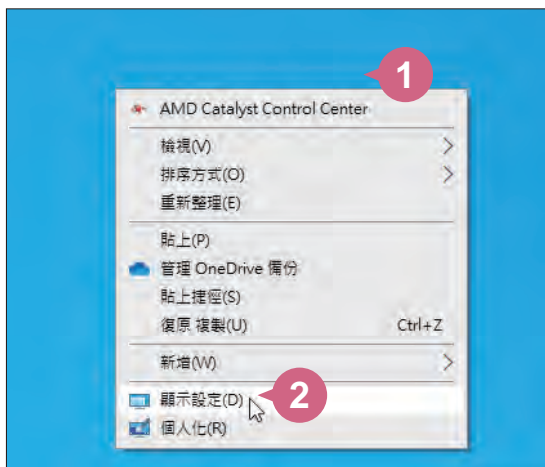 1
AMD Catalyst Control Center
檢視(V)
排序方式(O)
重新整理(E)
貼上(P)
管理 OneDrive 備份
貼上捷徑(S)
復原 複製(U) Ctrl+Z
新增(W)
顯示設定(D) 2
個人化(R)